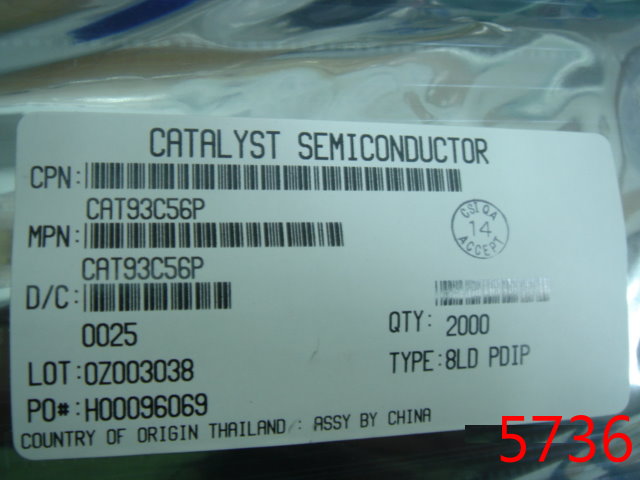 CATALYST SEMICONDUCTOR
CPN:
CAT93C56P
MPN:
CSI QA
14
ACCEPT
CAT93C56P
D/C:
0025
QTY: 2000
LOT:0Z003038
TYPE:8LD PDIP
PO#:H00096069
COUNTRY OF ORIGIN THAILAND/: ASSY BY CHINA
5736